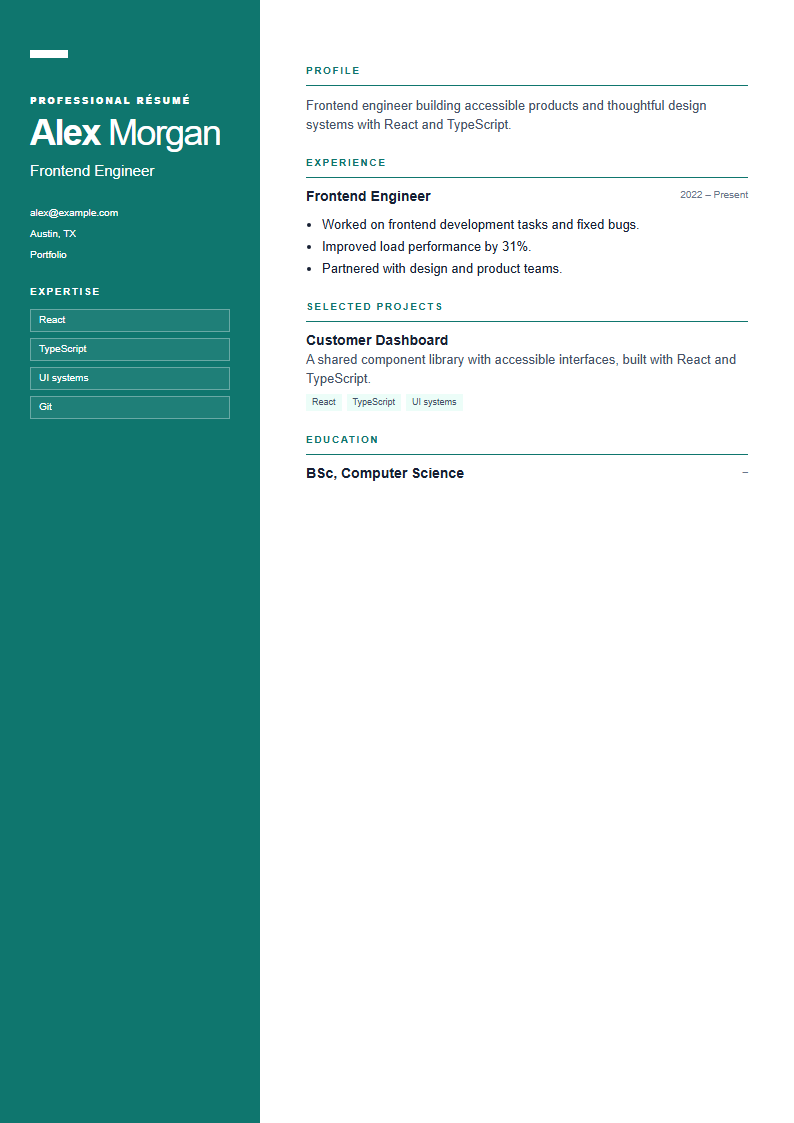 PROFESSIONAL RÉSUMÉ
Alex Morgan
Frontend Engineer
alex@example.com
Austin, TX
Portfolio
EXPERTISE
React
TypeScript
UI systems
Git
PROFILE
Frontend engineer building accessible products and thoughtful design
systems with React and TypeScript.
EXPERIENCE
Frontend Engineer 2022 – Present
• Worked on frontend development tasks and fixed bugs.
• Improved load performance by 31%.
• Partnered with design and product teams.
SELECTED PROJECTS
Customer Dashboard
A shared component library with accessible interfaces, built with React and
TypeScript.
React TypeScript UI systems
EDUCATION
BSc, Computer Science –